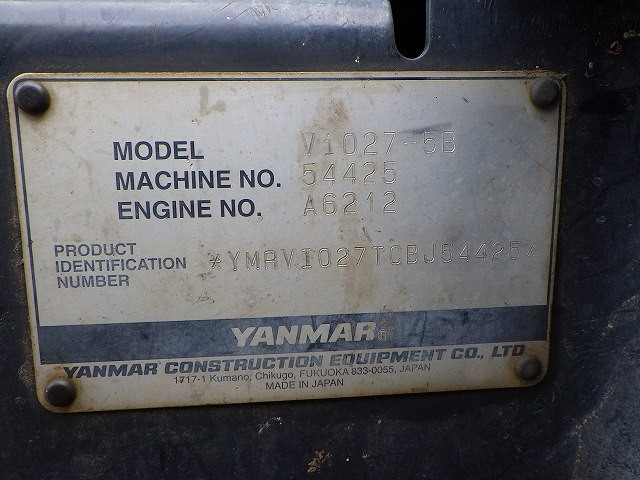 MODEL ViO27-5B
MACHINE NO. 54425
ENGINE NO. A6212
PRODUCT
IDENTIFICATION *YMRVIO27TCBJ54425*
NUMBER
YANMAR®
YANMAR CONSTRUCTION EQUIPMENT CO., LTD
1717-1 Kumano, Chikugo, FUKUOKA 833-0055, JAPAN
MADE IN JAPAN